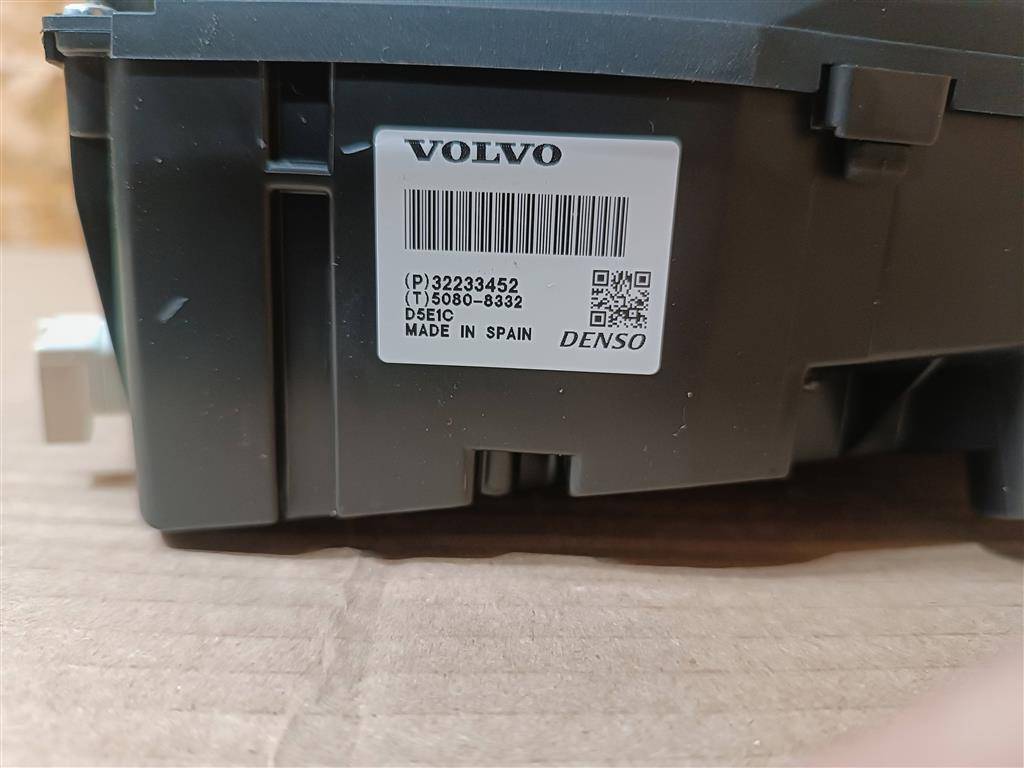 VOLVO
(P)32233452
(T)5080-8332
D5E1C
MADE IN SPAIN
DENSO